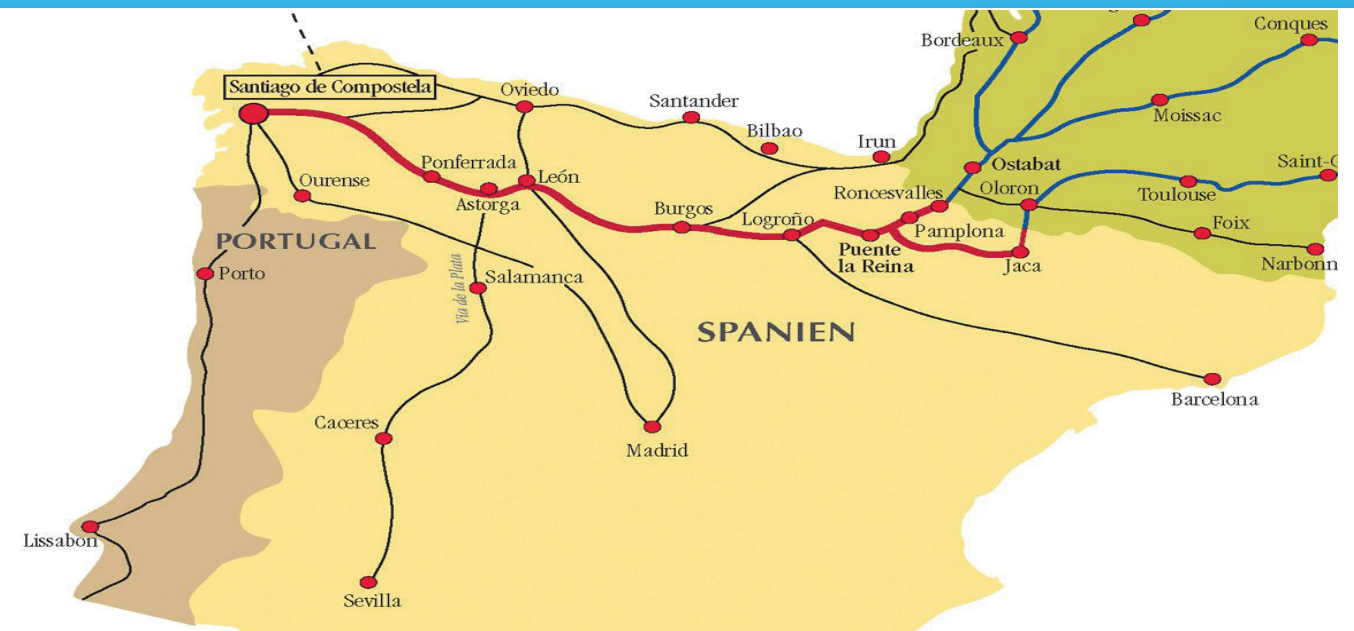 Conques
Bordeaux
Santiago de Compostela
Oviedo
Santander
Moissac
Bilbao
Irun
Ponferrada
Ostabat
Ourense
León
Roncesvalles
Oloron
Toulouse
Astorga
Burgos
Logroño
Pamplona
Foix
PORTUGAL
Puente
la Reina
Jaca
Narbonn
Porto
Salamanca
Via de la Plata
SPANIEN
Barcelona
Caceres
Madrid
Lissabon
Sevilla